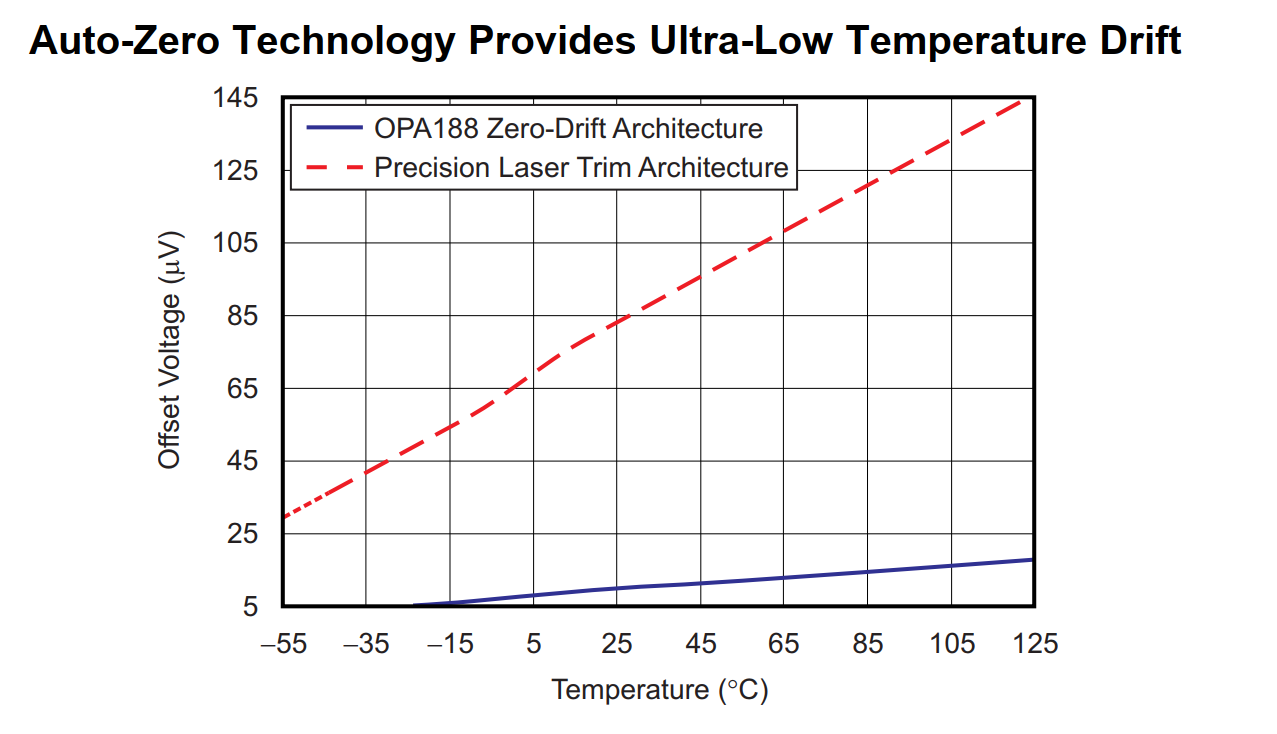 Auto-Zero Technology Provides Ultra-Low Temperature Drift
145
OPA188 Zero-Drift Architecture
Precision Laser Trim Architecture
125
105
85
65
45
25
5
Offset Voltage (μV)
–55 –35 –15 5 25 45 65 85 105 125
Temperature (°C)